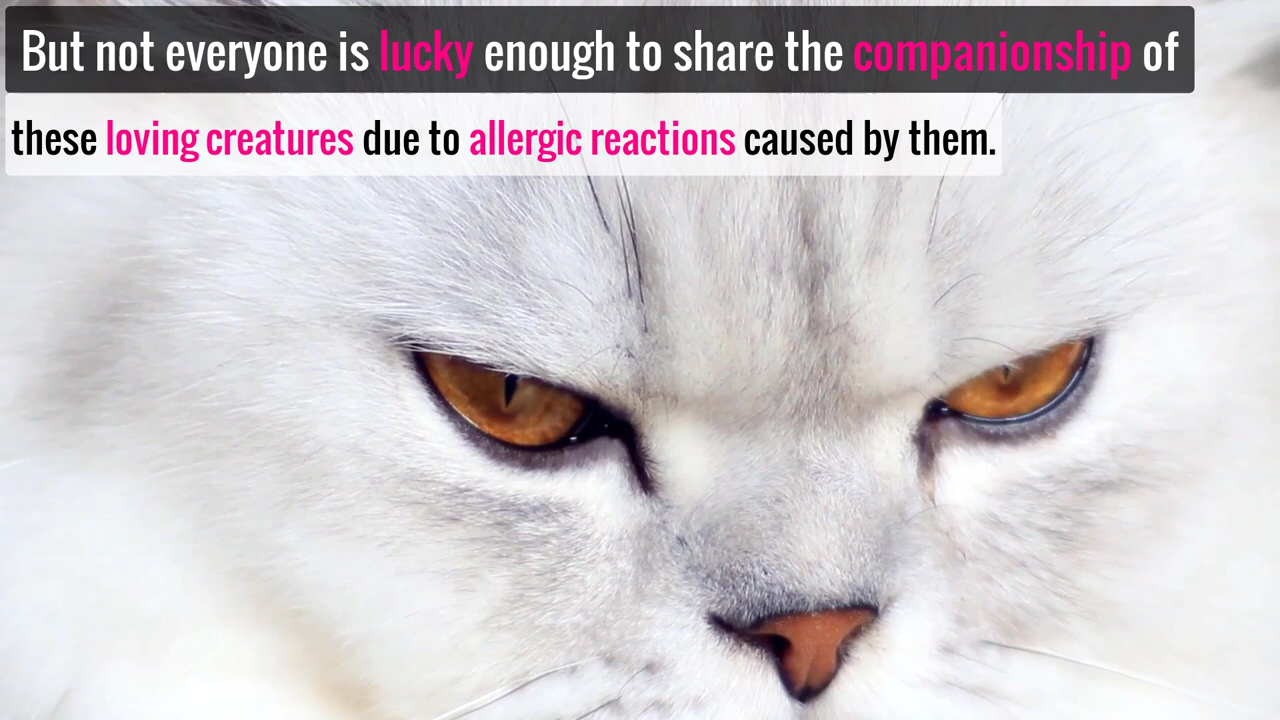 But not everyone is lucky enough to share the companionship of
these loving creatures due to allergic reactions caused by them.